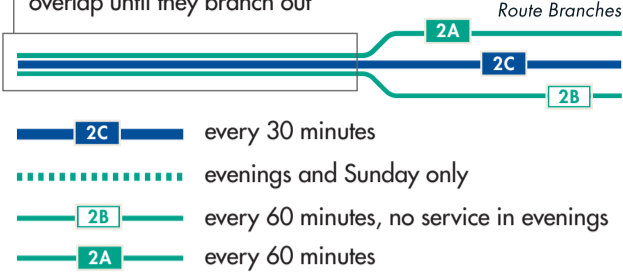 overlap until they branch out
Route Branches
2A
2C
2B
2C every 30 minutes
evenings and Sunday only
2B every 60 minutes, no service in evenings
2A every 60 minutes